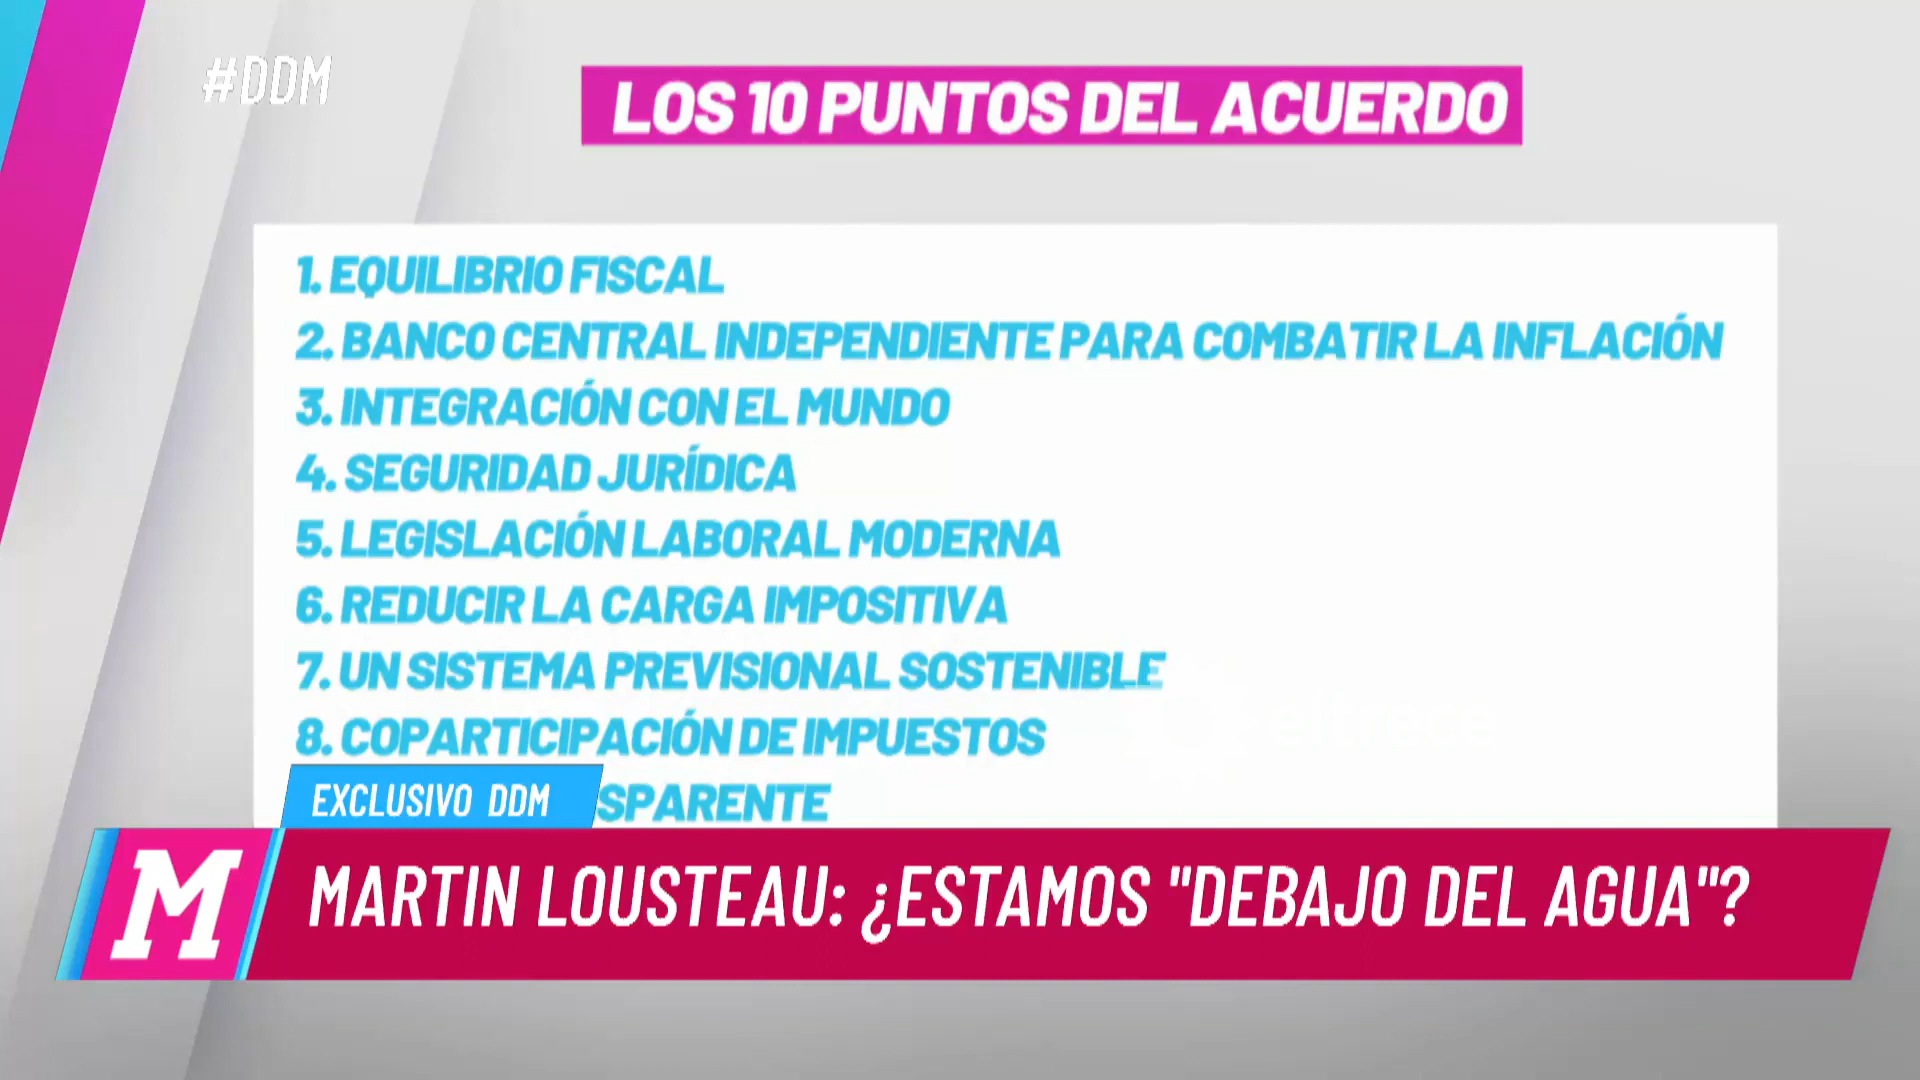 #DDM
LOS 10 PUNTOS DEL ACUERDO
1. EQUILIBRIO FISCAL
2. BANCO CENTRAL INDEPENDIENTE PARA COMBATIR LA INFLACIÓN
3. INTEGRACIÓN CON EL MUNDO
4. SEGURIDAD JURÍDICA
5. LEGISLACIÓN LABORAL MODERNA
6. REDUCIR LA CARGA IMPOSITIVA
7. UN SISTEMA PREVISIONAL SOSTENIBLE
8. COPARTICIPACIÓN DE IMPUESTOS
eltrece
EXCLUSIVO DDM
SPARENTE
M
MARTIN LOUSTEAU: ¿ESTAMOS "DEBAJO DEL AGUA"?